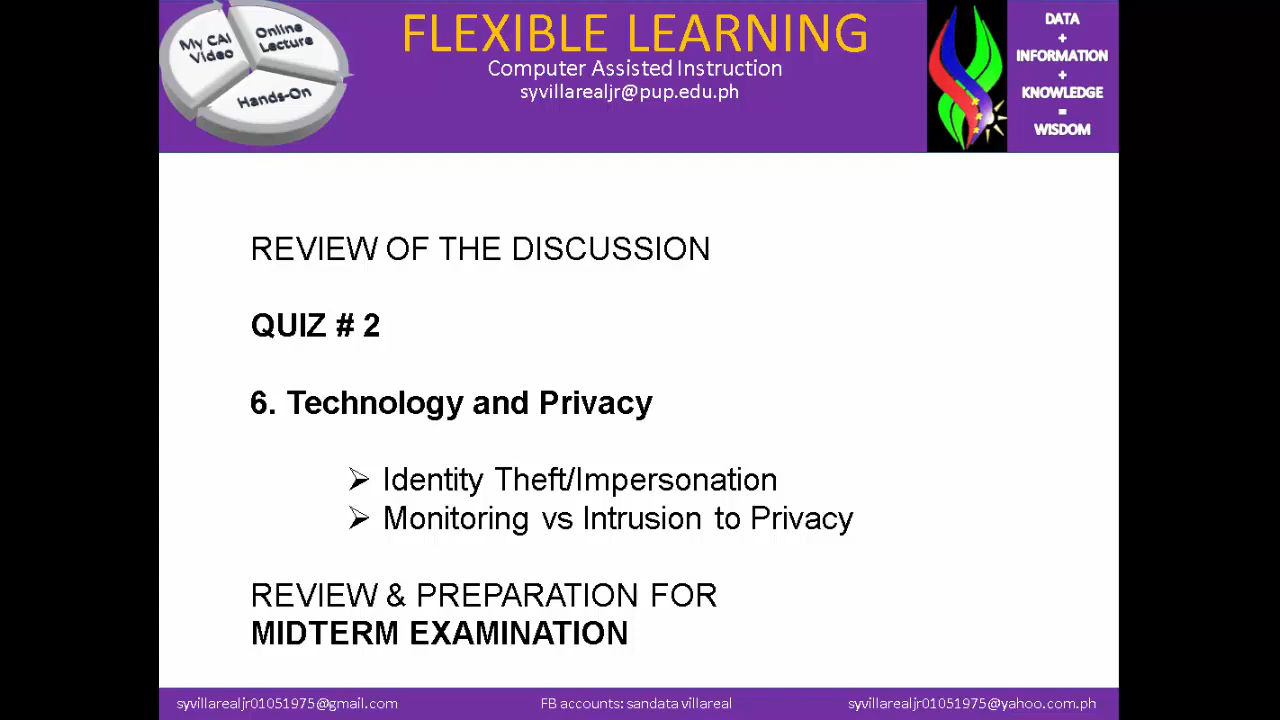 My CAI
Video
Online
Lecture
Hands-On
FLEXIBLE LEARNING
Computer Assisted Instruction
syvillarealjr@pup.edu.ph
DATA
+
INFORMATION
+
KNOWLEDGE
=
WISDOM
REVIEW OF THE DISCUSSION
QUIZ # 2
6. Technology and Privacy
➢ Identity Theft/Impersonation
➢ Monitoring vs Intrusion to Privacy
REVIEW & PREPARATION FOR
MIDTERM EXAMINATION
syvillarealjr01051975@gmail.com
FB accounts: sandata villareal
syvillarealjr01051975@yahoo.com.ph